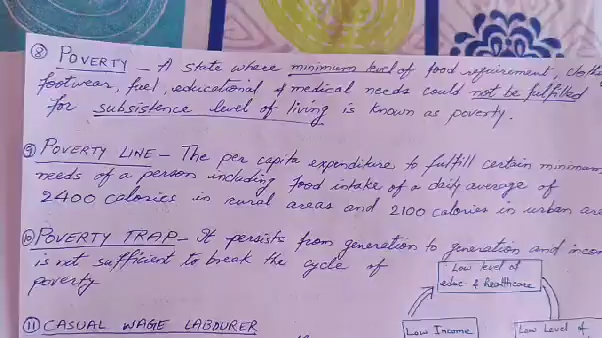 ⑧ POVERTY – A state where minimum level of food requirement, clothe
footwear, fuel, educational & medical needs could not be fulfilled
for subsistence level of living is known as poverty.
⑨ POVERTY LINE – The per capita expenditure to fulfill certain minimum
needs of a person including food intake of a daily average of
2400 calories in rural areas and 2100 calories in urban are
⑩ POVERTY TRAP – It persists from generation to generation and incom
is not sufficient to break the cycle of
poverty
Low level of
educ. & Healthcare
⑪ CASUAL WAGE LABOURER
Low Income
Low Level of